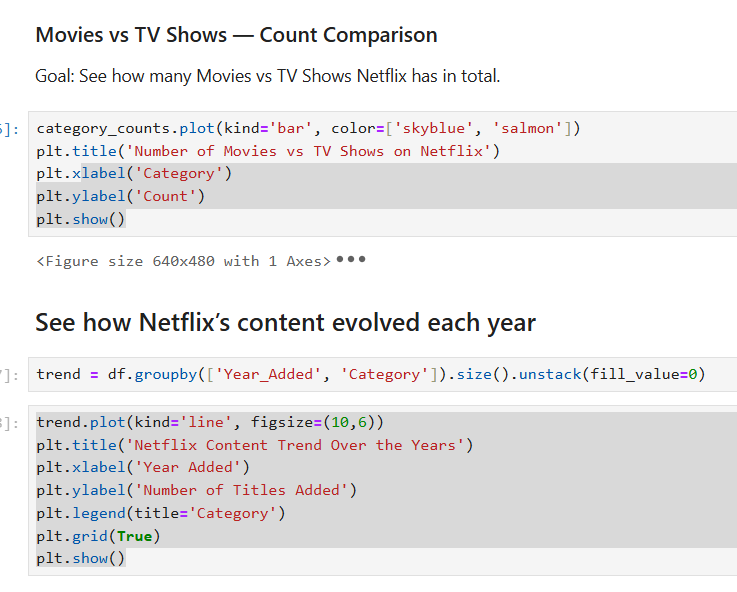 Movies vs TV Shows — Count Comparison
Goal: See how many Movies vs TV Shows Netflix has in total.
]:
category_counts.plot(kind='bar', color=['skyblue', 'salmon'])
plt.title('Number of Movies vs TV Shows on Netflix')
plt.xlabel('Category')
plt.ylabel('Count')
plt.show()
<Figure size 640x480 with 1 Axes> •••
See how Netflix’s content evolved each year
]:
trend = df.groupby(['Year_Added', 'Category']).size().unstack(fill_value=0)
]:
trend.plot(kind='line', figsize=(10,6))
plt.title('Netflix Content Trend Over the Years')
plt.xlabel('Year Added')
plt.ylabel('Number of Titles Added')
plt.legend(title='Category')
plt.grid(True)
plt.show()